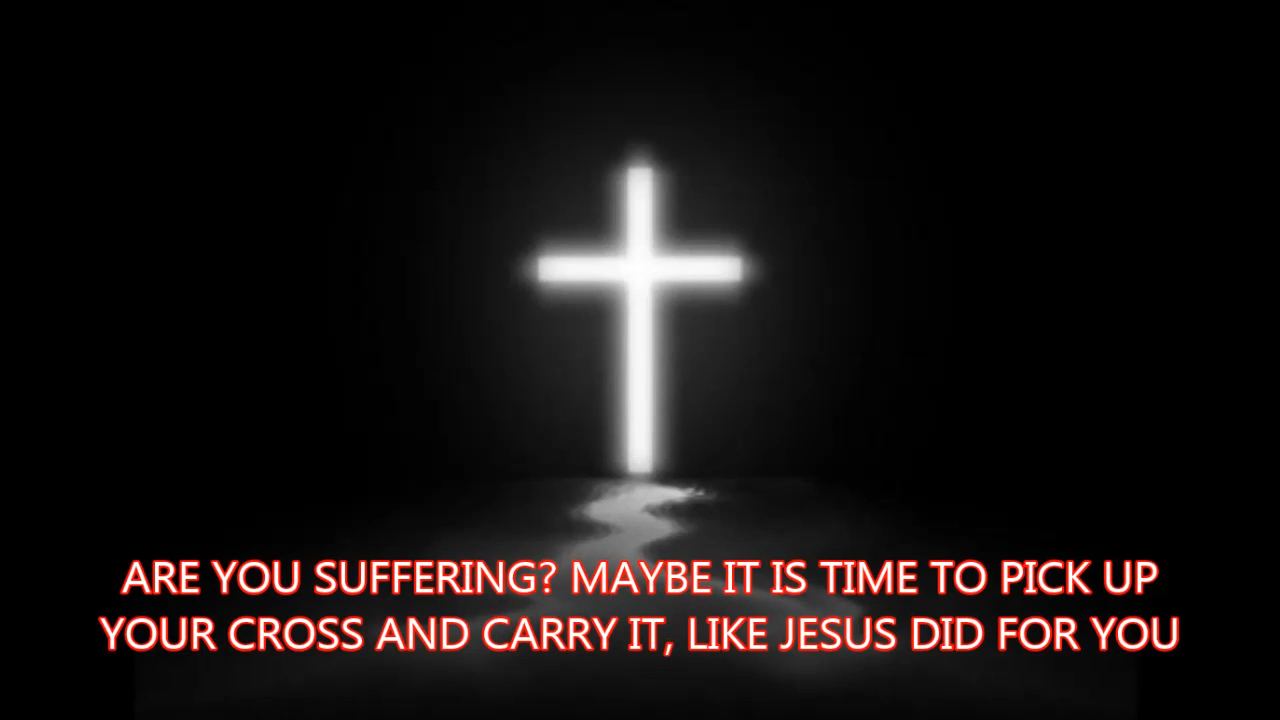 ARE YOU SUFFERING? MAYBE IT IS TIME TO PICK UP
YOUR CROSS AND CARRY IT, LIKE JESUS DID FOR YOU